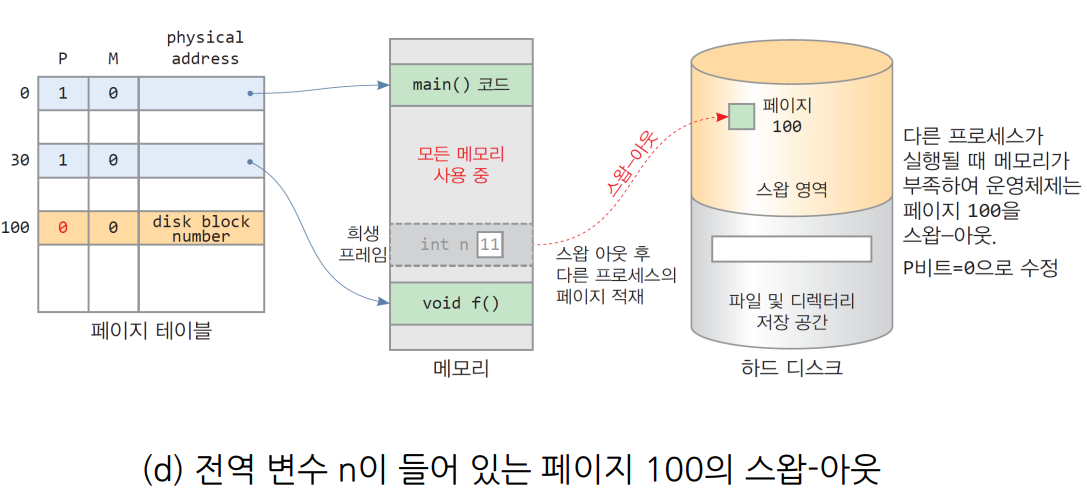 P M physical
address
0 1 0
30 1 0
100 0 0 disk block
number
페이지 테이블
main() 코드
모든 메모리
사용 중
희생
프레임
int n 11
void f()
메모리
스왑-아웃
스왑 아웃 후
다른 프로세스의
페이지 적재
페이지
100
스왑 영역
파일 및 디렉터리
저장 공간
하드 디스크
다른 프로세스가
실행될 때 메모리가
부족하여 운영체제는
페이지 100을
스왑-아웃.
P비트=0으로 수정
(d) 전역 변수 n이 들어 있는 페이지 100의 스왑-아웃